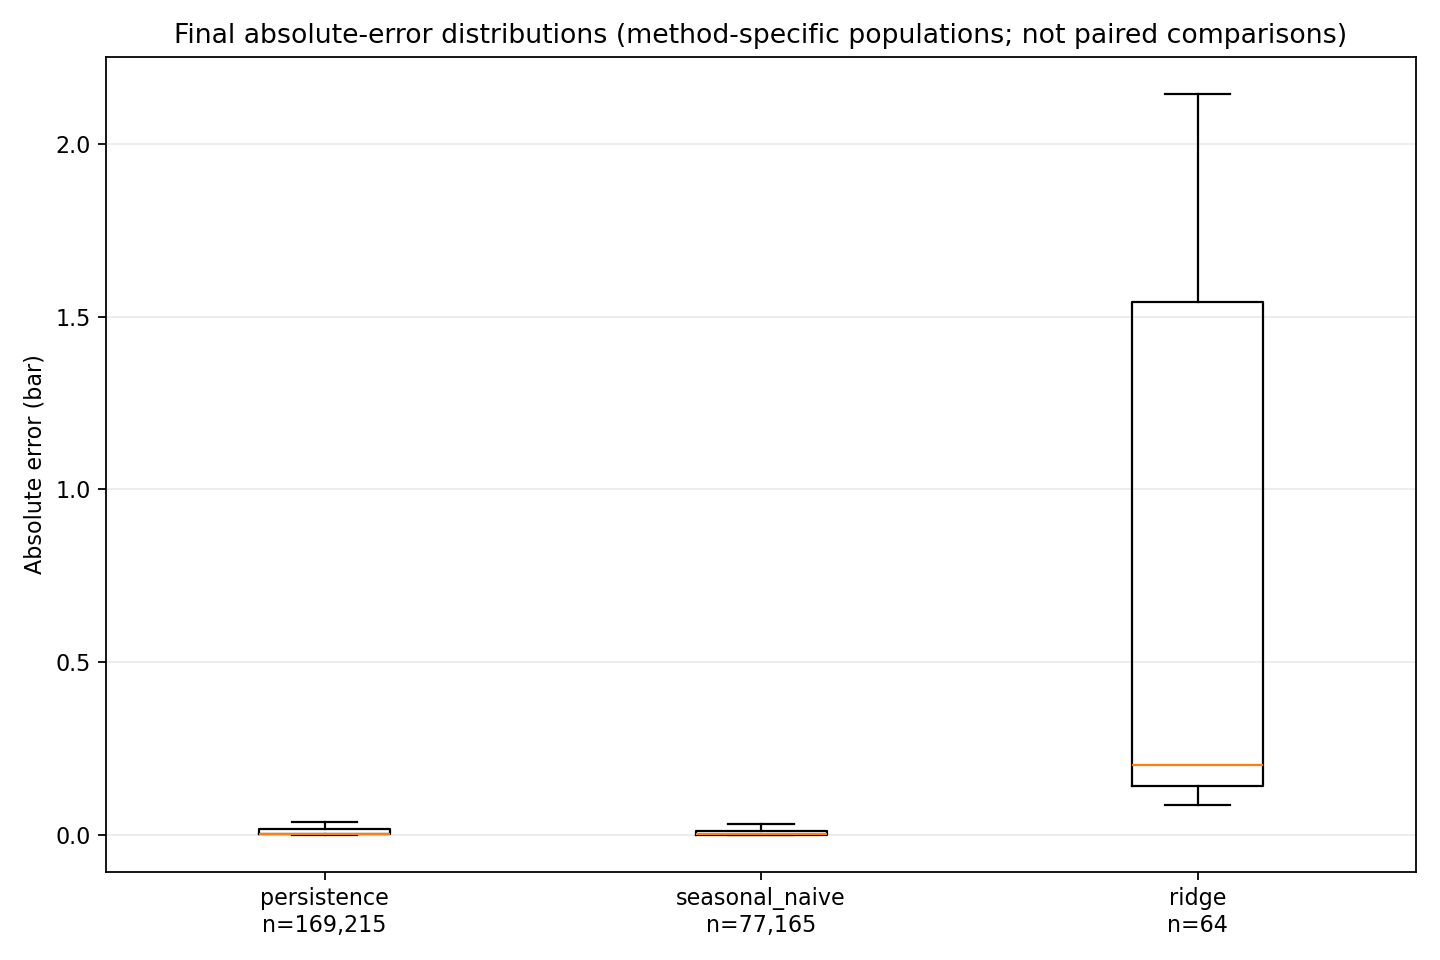 Final absolute-error distributions (method-specific populations; not paired comparisons)
Absolute error (bar)
2.0
1.5
1.0
0.5
0.0
persistence
n=169,215
seasonal_naive
n=77,165
ridge
n=64